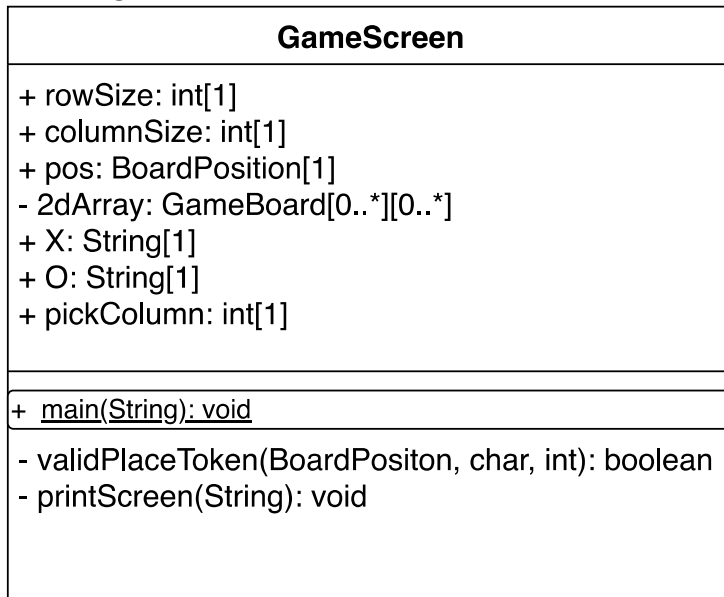 GameScreen
+ rowSize: int[1]
+ columnSize: int[1]
+ pos: BoardPosition[1]
- 2dArray: GameBoard[0..*][0..*]
+ X: String[1]
+ O: String[1]
+ pickColumn: int[1]
+ main(String): void
- validPlaceToken(BoardPositon, char, int): boolean
- printScreen(String): void